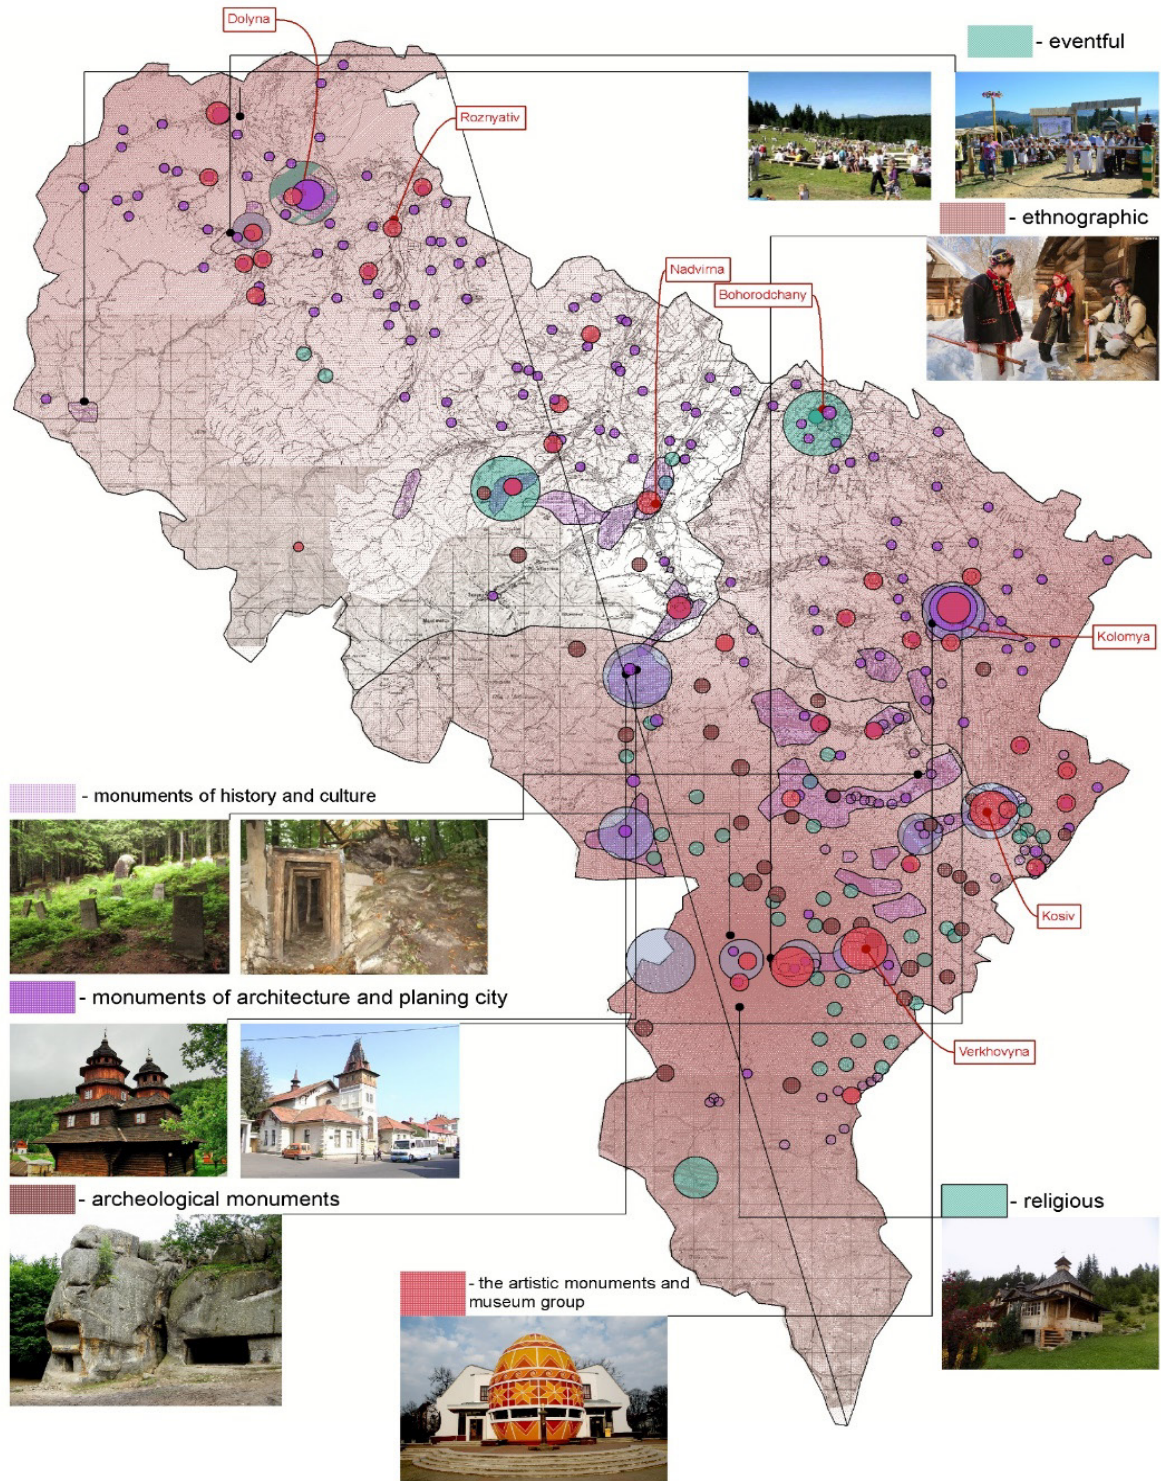 Dolyna
- eventful
Roznyativ
- ethnographic
Nadvirna
Bohorodchany
Kolomya
- monuments of history and culture
Kosiv
- monuments of architecture and planing city
Verkhovyna
- archeological monuments
- religious
- the artistic monuments and
museum group